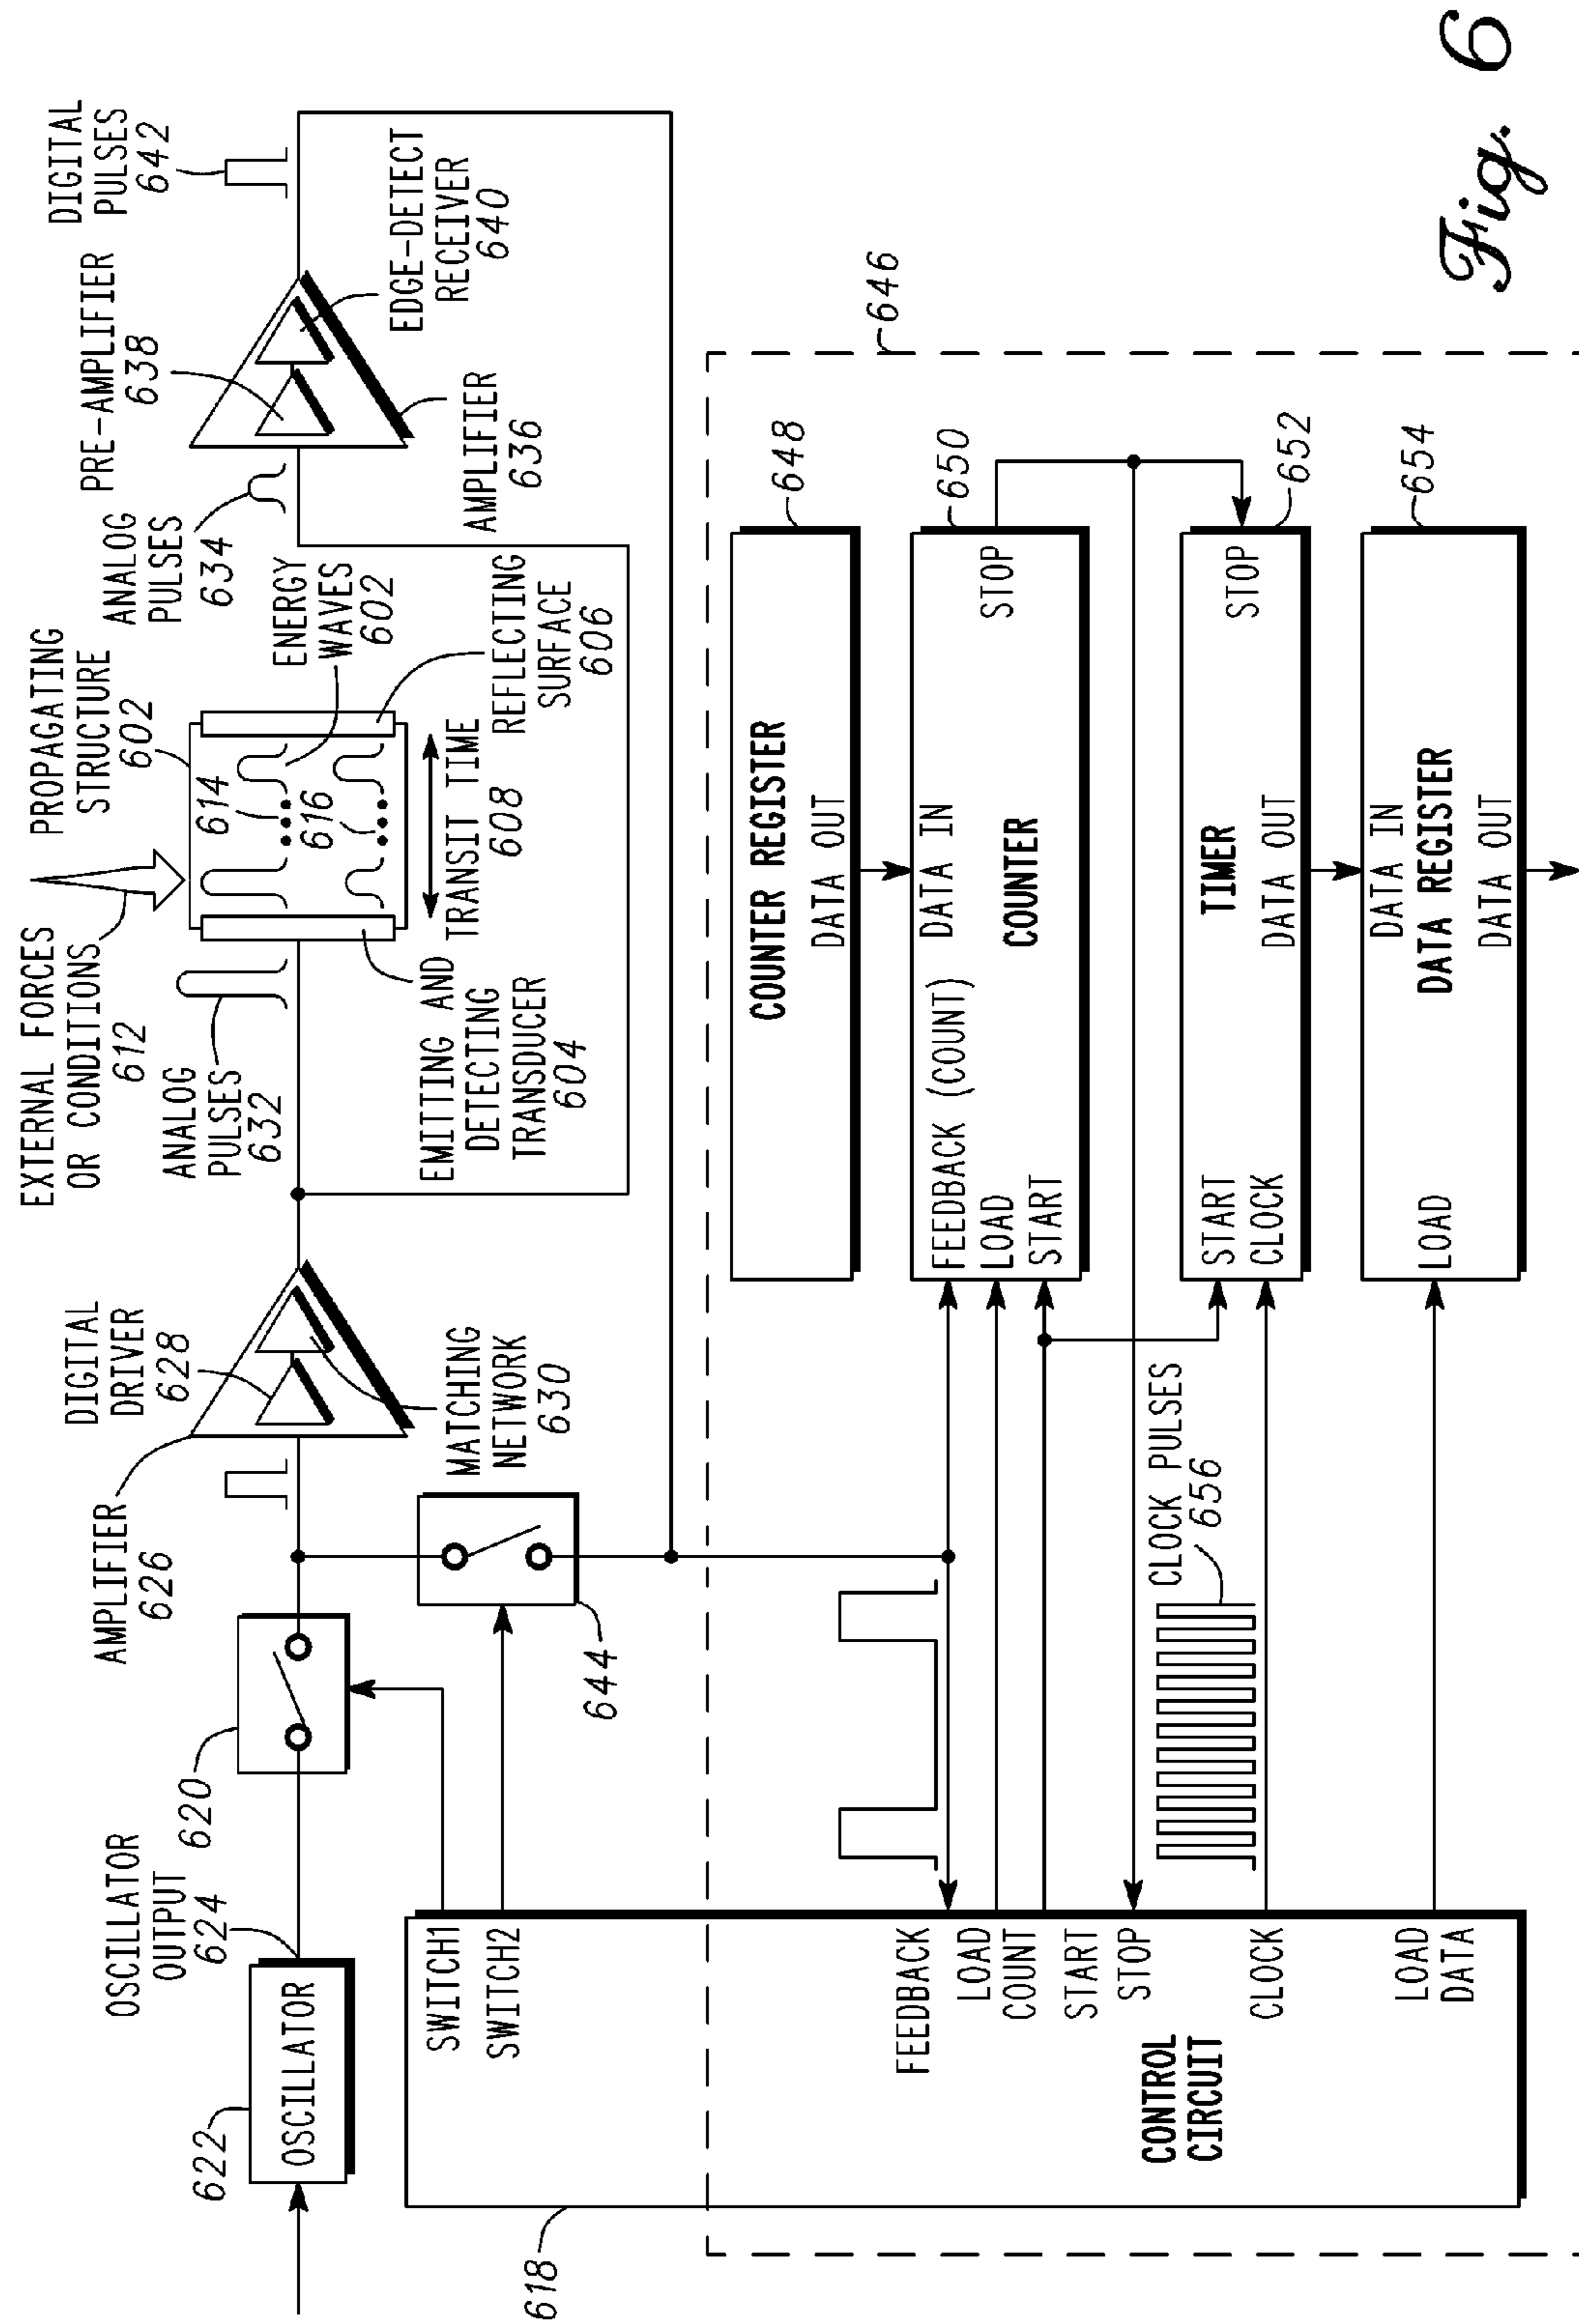 EXTERNAL FORCES
OR CONDITIONS
612
PROPAGATING
STRUCTURE
602
ANALOG
PULSES
634
PRE-AMPLIFIER
638
DIGITAL
PULSES
642
OSCILLATOR
OUTPUT
624
AMPLIFIER
626
DIGITAL
DRIVER
628
ANALOG
PULSES
632
614
616
ENERGY
WAVES
602
622
OSCILLATOR
620
MATCHING
NETWORK
630
EMITTING AND
DETECTING
TRANSDUCER
604
TRANSIT TIME
608
REFLECTING
SURFACE
606
AMPLIFIER
636
EDGE-DETECT
RECEIVER
640
644
618
SWITCH1
SWITCH2
FEEDBACK
LOAD
COUNT
START
STOP
CLOCK
LOAD
DATA
CONTROL
CIRCUIT
CLOCK PULSES
656
646
COUNTER REGISTER
DATA OUT
648
FEEDBACK (COUNT)
DATA IN
LOAD
START
COUNTER
STOP
650
START
CLOCK
TIMER
DATA OUT
STOP
652
LOAD
DATA IN
DATA REGISTER
DATA OUT
654
Fig. 6